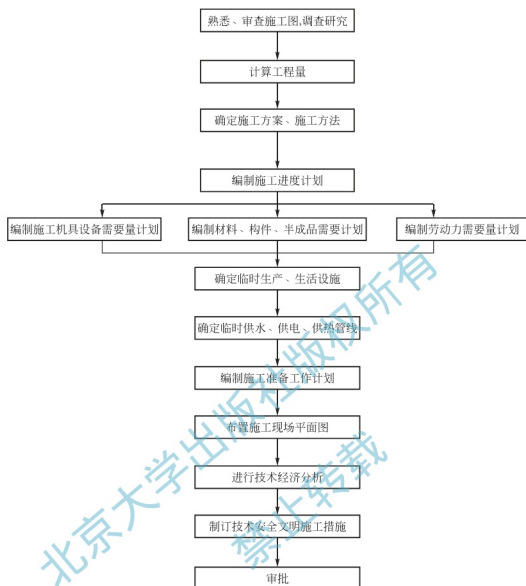 熟悉、审查施工图,调查研究
计算工程量
确定施工方案、施工方法
编制施工进度计划
编制施工机具设备需要量计划
编制材料、构件、半成品需要计划
编制劳动力需要量计划
确定临时生产、生活设施
确定临时供水、供电、供热管线
编制施工准备工作计划
布置施工现场平面图
进行技术经济分析
制订技术安全文明施工措施
审批
北京大学出版社版权所有
禁止转载